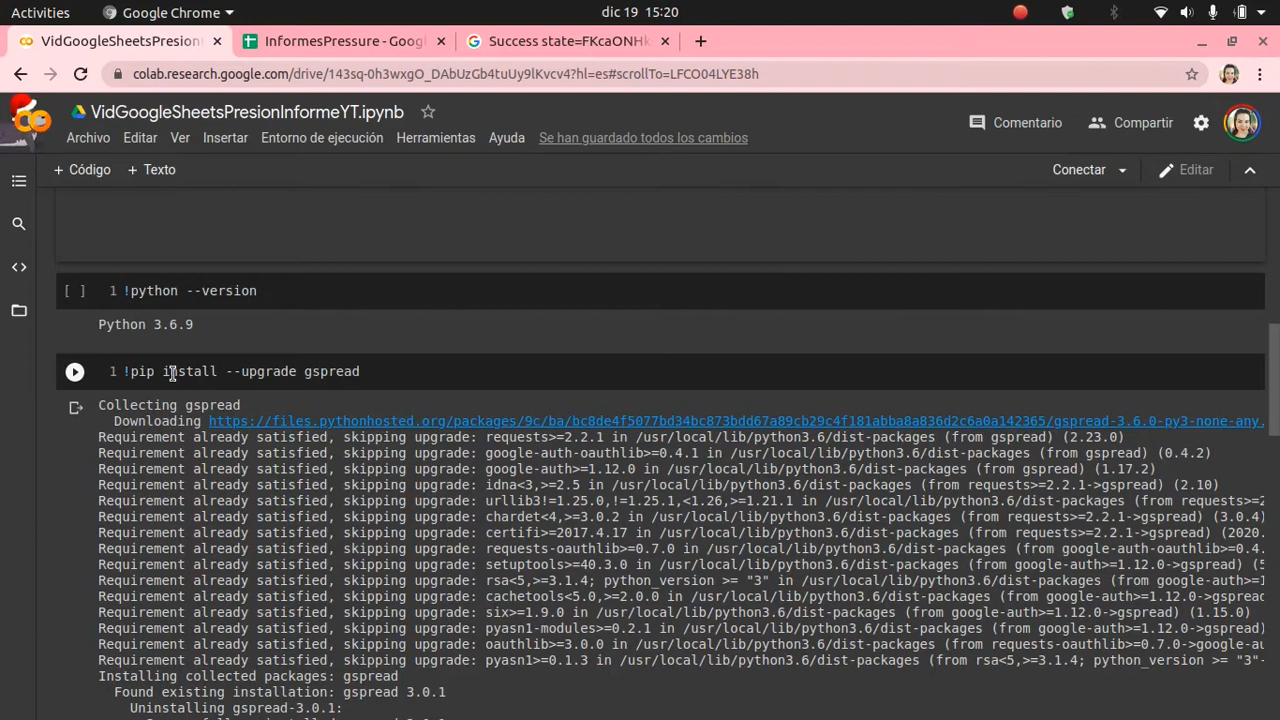 Activities
Google Chrome
dic 19 15:20
VidGoogleSheetsPresion
InformesPressure - Goog
Success state=FKcaONHk
colab.research.google.com/drive/143sq-0h3wxgO_DAbUzGb4tuUy9lKvcv4?hl=es#scrollTo=LFCO04LYE38h
VidGoogleSheetsPresionInformeYT.ipynb
Comentario
Compartir
Archivo Editar Ver Insertar Entorno de ejecución Herramientas Ayuda Se han guardado todos los cambios
+ Código + Texto
Conectar
Editar
[ ] 1 !python --version
Python 3.6.9
1 !pip install --upgrade gspread
Collecting gspread
Downloading https://files.pythonhosted.org/packages/9c/ba/bc8de4f5077bd34bc873bdd67a89cb29c4f181abba8a836d2c6a0a142365/gspread-3.6.0-py3-none-any.
Requirement already satisfied, skipping upgrade: requests>=2.2.1 in /usr/local/lib/python3.6/dist-packages (from gspread) (2.23.0)
Requirement already satisfied, skipping upgrade: google-auth-oauthlib>=0.4.1 in /usr/local/lib/python3.6/dist-packages (from gspread) (0.4.2)
Requirement already satisfied, skipping upgrade: google-auth>=1.12.0 in /usr/local/lib/python3.6/dist-packages (from gspread) (1.17.2)
Requirement already satisfied, skipping upgrade: idna<3,>=2.5 in /usr/local/lib/python3.6/dist-packages (from requests>=2.2.1->gspread) (2.10)
Requirement already satisfied, skipping upgrade: urllib3!=1.25.0,!=1.25.1,<1.26,>=1.21.1 in /usr/local/lib/python3.6/dist-packages (from requests>=2
Requirement already satisfied, skipping upgrade: chardet<4,>=3.0.2 in /usr/local/lib/python3.6/dist-packages (from requests>=2.2.1->gspread) (3.0.4)
Requirement already satisfied, skipping upgrade: certifi>=2017.4.17 in /usr/local/lib/python3.6/dist-packages (from requests>=2.2.1->gspread) (2020.
Requirement already satisfied, skipping upgrade: requests-oauthlib>=0.7.0 in /usr/local/lib/python3.6/dist-packages (from google-auth-oauthlib>=0.4.
Requirement already satisfied, skipping upgrade: setuptools>=40.3.0 in /usr/local/lib/python3.6/dist-packages (from google-auth>=1.12.0->gspread) (5
Requirement already satisfied, skipping upgrade: rsa<5,>=3.1.4; python_version >= "3" in /usr/local/lib/python3.6/dist-packages (from google-auth>=1
Requirement already satisfied, skipping upgrade: cachetools<5.0,>=2.0.0 in /usr/local/lib/python3.6/dist-packages (from google-auth>=1.12.0->gspread
Requirement already satisfied, skipping upgrade: six>=1.9.0 in /usr/local/lib/python3.6/dist-packages (from google-auth>=1.12.0->gspread) (1.15.0)
Requirement already satisfied, skipping upgrade: pyasn1-modules>=0.2.1 in /usr/local/lib/python3.6/dist-packages (from google-auth>=1.12.0->gspread)
Requirement already satisfied, skipping upgrade: oauthlib>=3.0.0 in /usr/local/lib/python3.6/dist-packages (from requests-oauthlib>=0.7.0->google-au
Requirement already satisfied, skipping upgrade: pyasn1>=0.1.3 in /usr/local/lib/python3.6/dist-packages (from rsa<5,>=3.1.4; python_version >= "3"-
Installing collected packages: gspread
Found existing installation: gspread 3.0.1
Uninstalling gspread-3.0.1: